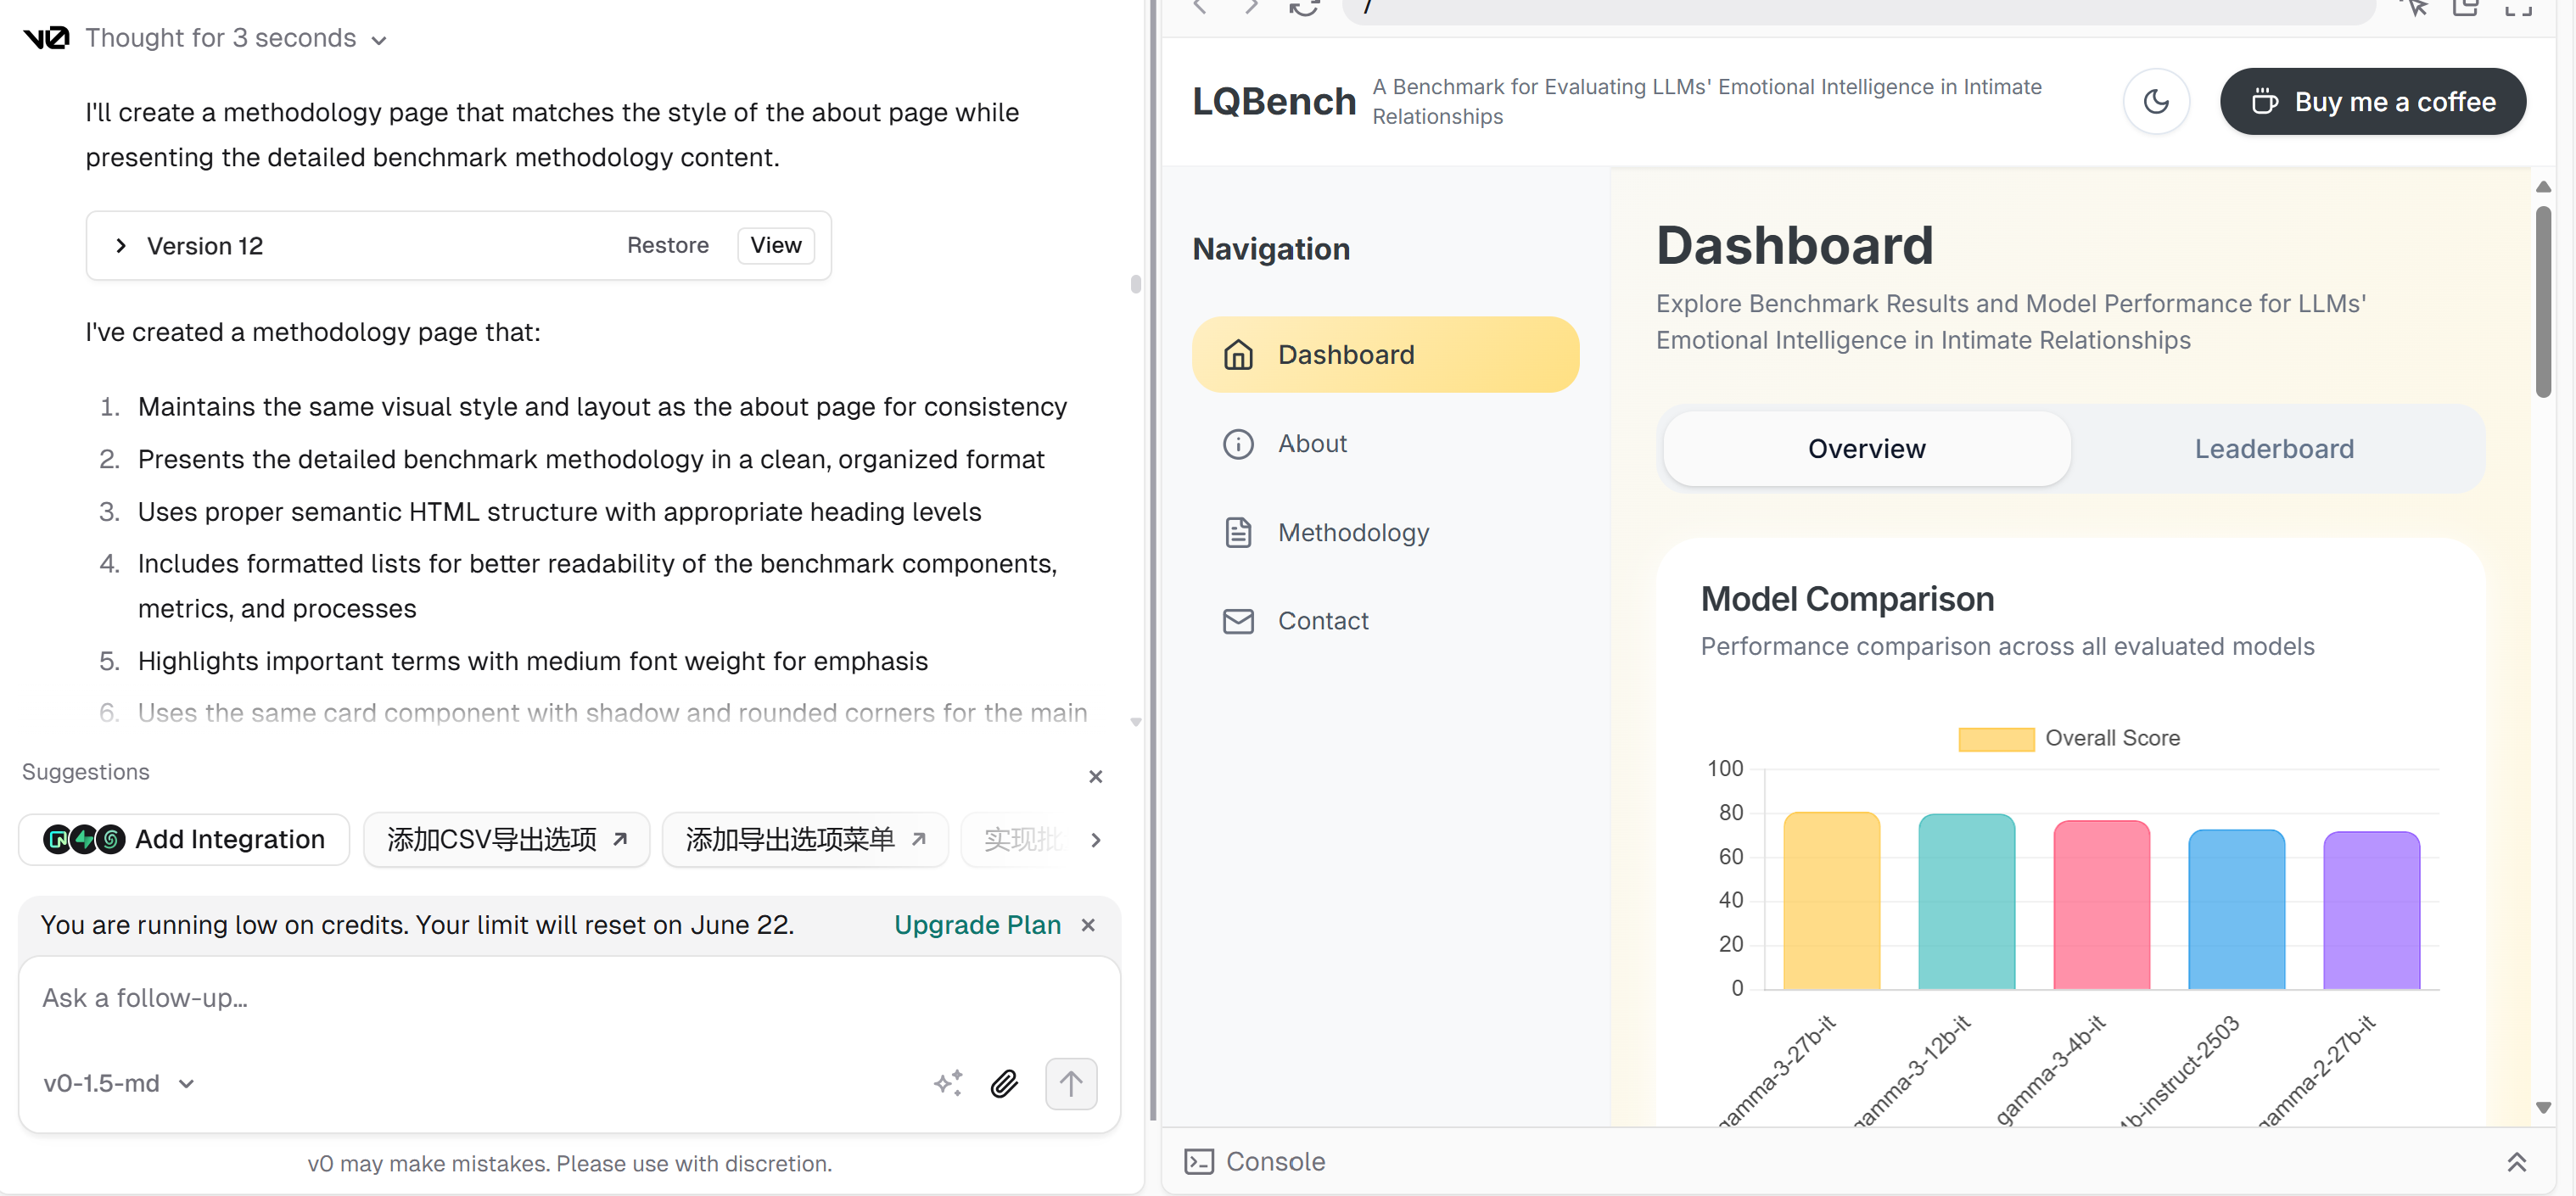 v0 Thought for 3 seconds
I'll create a methodology page that matches the style of the about page while
presenting the detailed benchmark methodology content.
Version 12 Restore View
I've created a methodology page that:
1. Maintains the same visual style and layout as the about page for consistency
2. Presents the detailed benchmark methodology in a clean, organized format
3. Uses proper semantic HTML structure with appropriate heading levels
4. Includes formatted lists for better readability of the benchmark components,
metrics, and processes
5. Highlights important terms with medium font weight for emphasis
6. Uses the same card component with shadow and rounded corners for the main
Suggestions
Add Integration 添加CSV导出选项 添加导出选项菜单 实现批
You are running low on credits. Your limit will reset on June 22. Upgrade Plan
Ask a follow-up...
v0-1.5-md
v0 may make mistakes. Please use with discretion.
/
LQBench
A Benchmark for Evaluating LLMs' Emotional Intelligence in Intimate
Relationships
Buy me a coffee
Navigation
Dashboard
About
Methodology
Contact
Dashboard
Explore Benchmark Results and Model Performance for LLMs'
Emotional Intelligence in Intimate Relationships
Overview Leaderboard
Model Comparison
Performance comparison across all evaluated models
Overall Score
100
80
60
40
20
0
gamma-3-27b-it
gamma-3-12b-it
gamma-3-4b-it
4b-instruct-2503
gamma-2-27b-it
Console